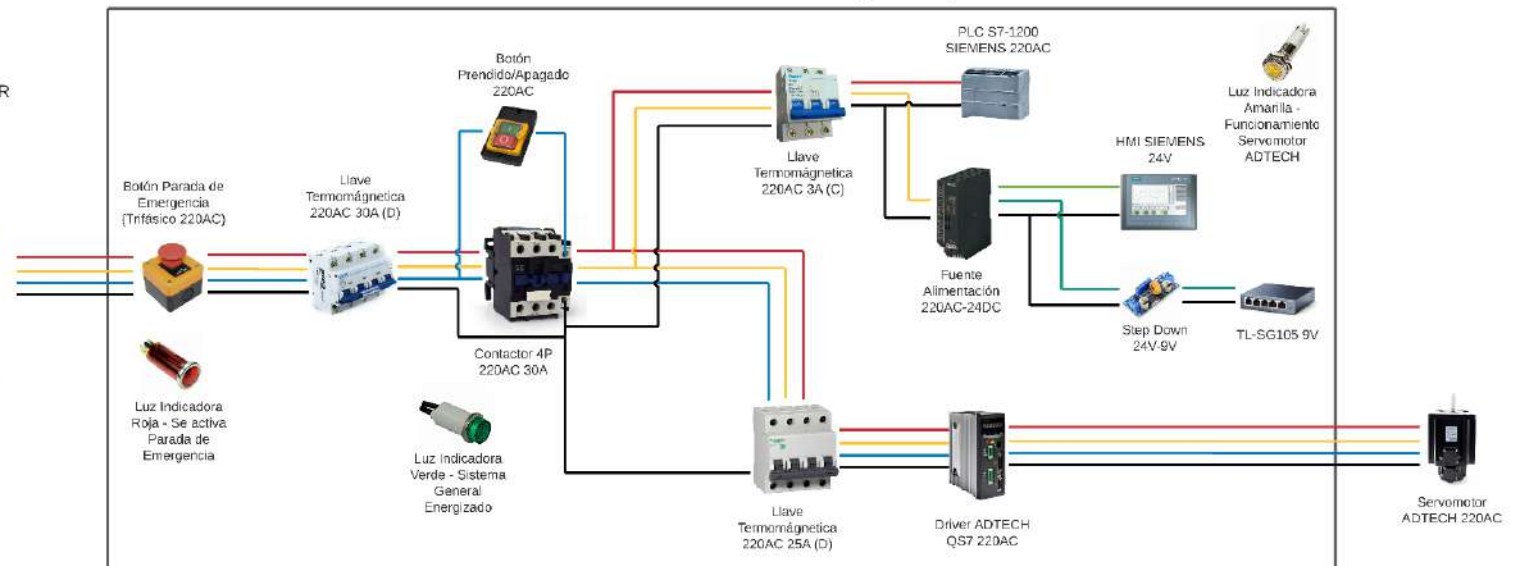 R
PLC S7-1200
SIEMENS 220AC
Botón
Prendido/Apagado
220AC
Luz Indicadora
Amarilla -
Funcionamiento
Servomotor
ADTECH
Llave
Termomágnetica
220AC 3A (C)
HMI SIEMENS
24V
Botón Parada de
Emergencia
(Trifásico 220AC)
Llave
Termomágnetica
220AC 30A (D)
Fuente
Alimentación
220AC-24DC
Step Down
24V-9V
TL-SG105 9V
Contactor 4P
220AC 30A
Luz Indicadora
Roja - Se activa
Parada de
Emergencia
Luz Indicadora
Verde - Sistema
General
Energizado
Llave
Termomágnetica
220AC 25A (D)
Driver ADTECH
QS7 220AC
Servomotor
ADTECH 220AC